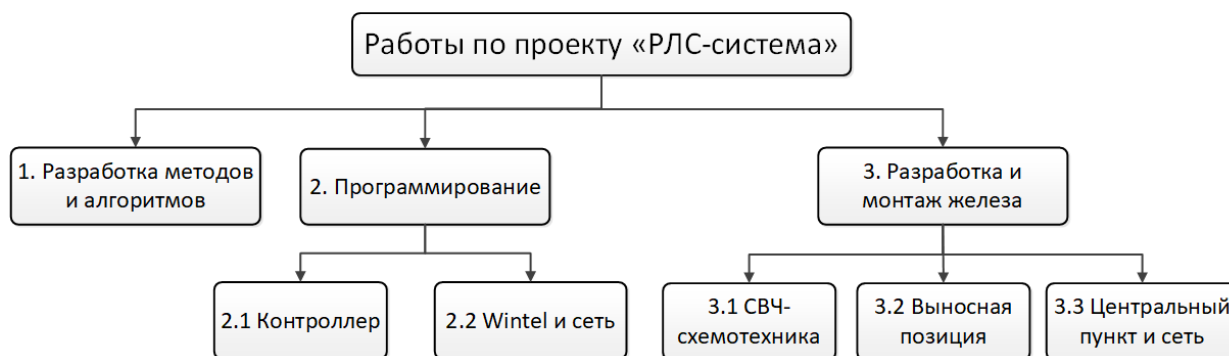 Работы по проекту «РЛС-система»
1. Разработка методов
и алгоритмов
2. Программирование
3. Разработка и
монтаж железа
2.1 Контроллер
2.2 Wintel и сеть
3.1 СВЧ-
схемотехника
3.2 Выносная
позиция
3.3 Центральный
пункт и сеть